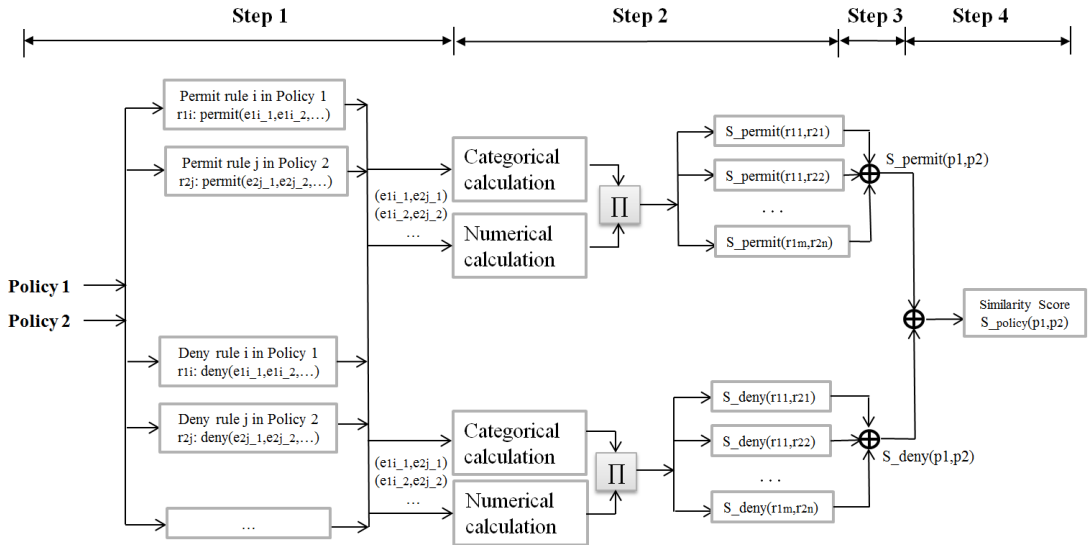 Step 1
Step 2
Step 3
Step 4
Policy 1
Policy 2
Permit rule i in Policy 1
r1i: permit(e1i_1,e1i_2,...)
Permit rule j in Policy 2
r2j: permit(e2j_1,e2j_2,...)
Deny rule i in Policy 1
r1i: deny(e1i_1,e1i_2,...)
Deny rule j in Policy 2
r2j: deny(e2j_1,e2j_2,...)
...
(e1i_1,e2j_1)
(e1i_2,e2j_2)
...
Categorical
calculation
Numerical
calculation
∏
S_permit(r11,r21)
S_permit(r11,r22)
...
S_permit(r1m,r2n)
S_permit(p1,p2)
(e1i_1,e2j_1)
(e1i_2,e2j_2)
...
Categorical
calculation
Numerical
calculation
∏
S_deny(r11,r21)
S_deny(r11,r22)
...
S_deny(r1m,r2n)
S_deny(p1,p2)
Similarity Score
S_policy(p1,p2)